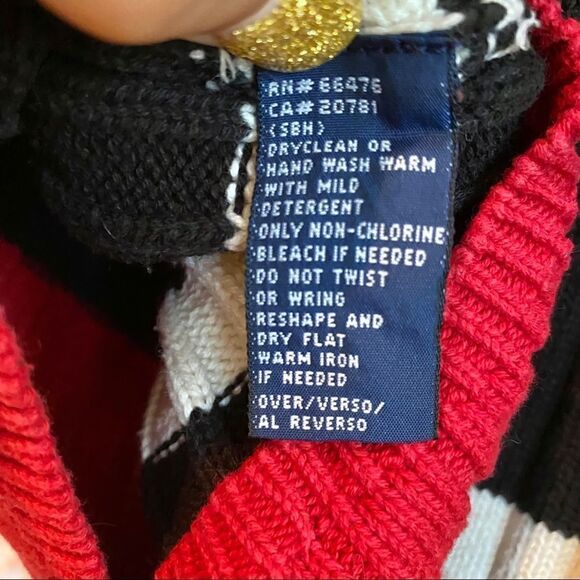 RN# 66476
CA# 20781
<SBH>
DRYCLEAN OR
HAND WASH WARM
WITH MILD
DETERGENT
ONLY NON-CHLORINE
BLEACH IF NEEDED
DO NOT TWIST
OR WRING
RESHAPE AND
DRY FLAT
WARM IRON
IF NEEDED
OVER/VERSO/
AL REVERSO